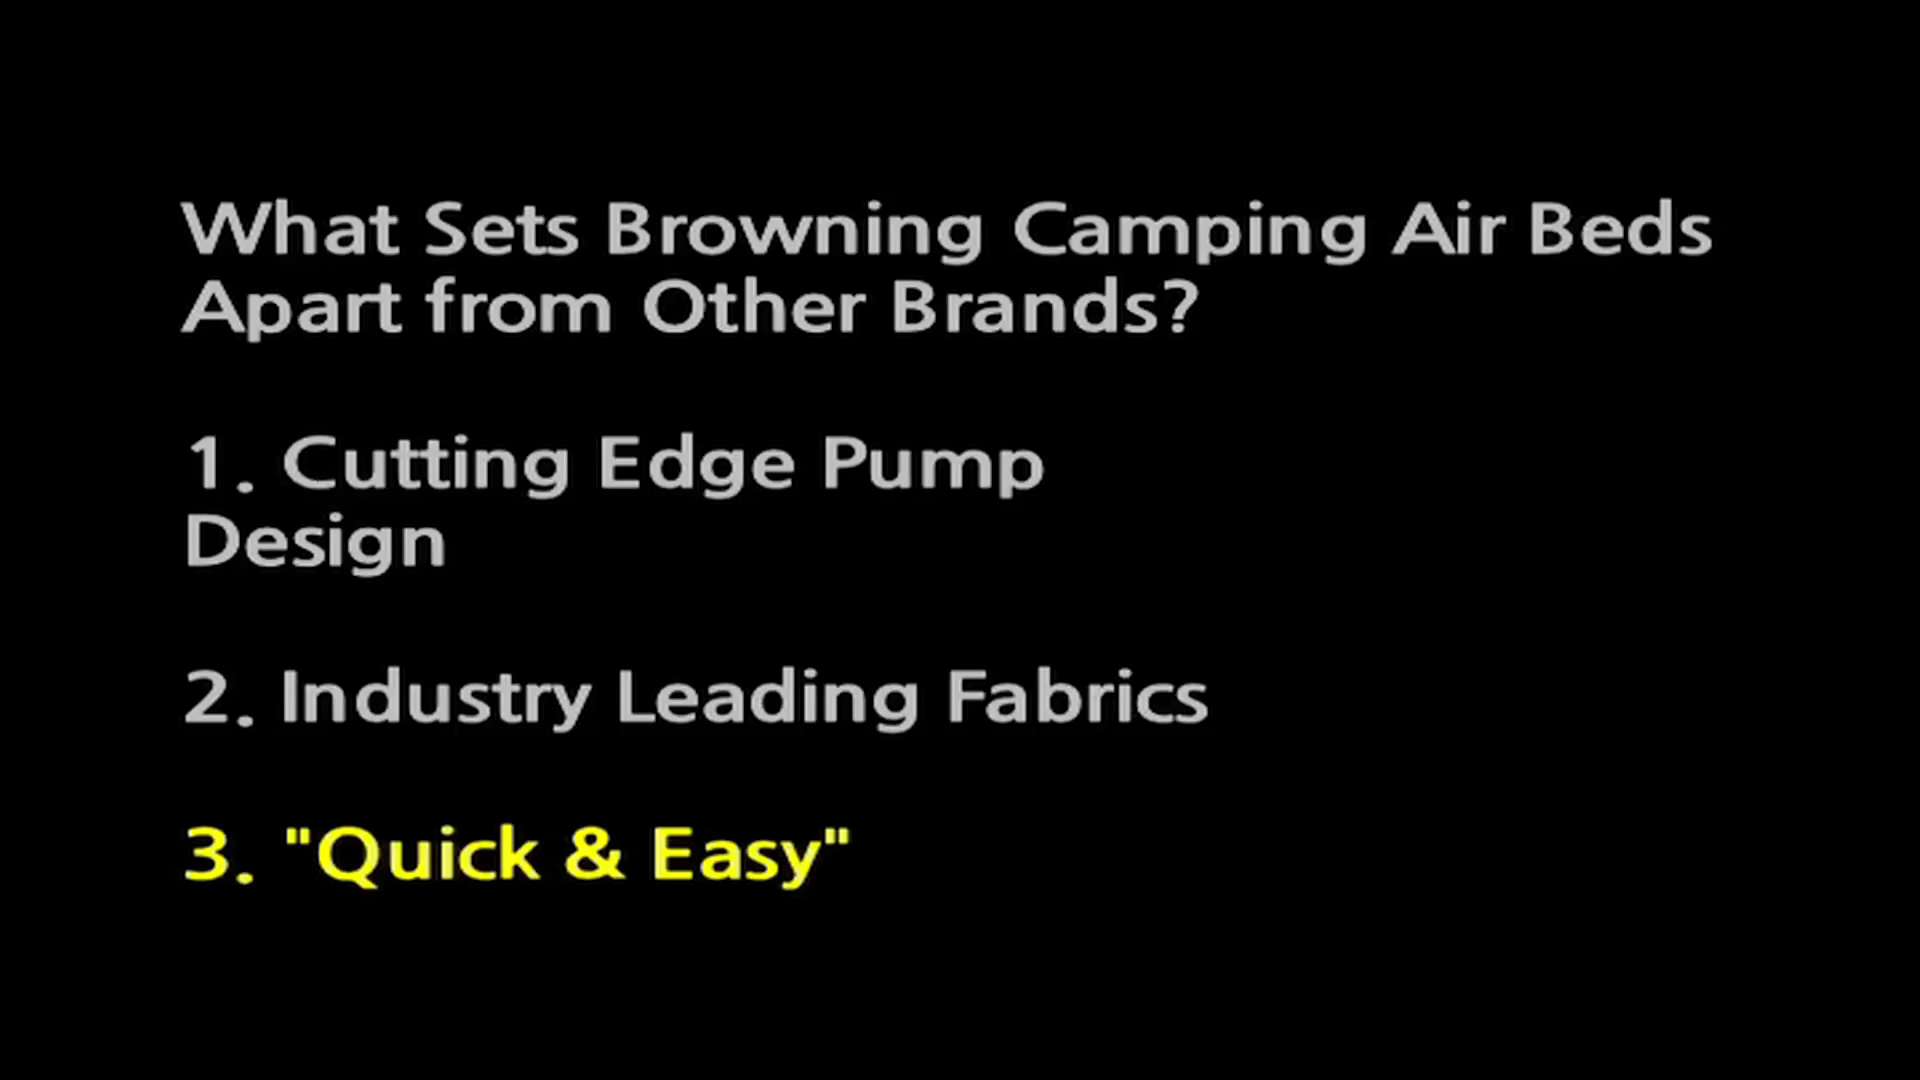 What Sets Browning Camping Air Beds
Apart from Other Brands?
1. Cutting Edge Pump
Design
2. Industry Leading Fabrics
3. "Quick & Easy"